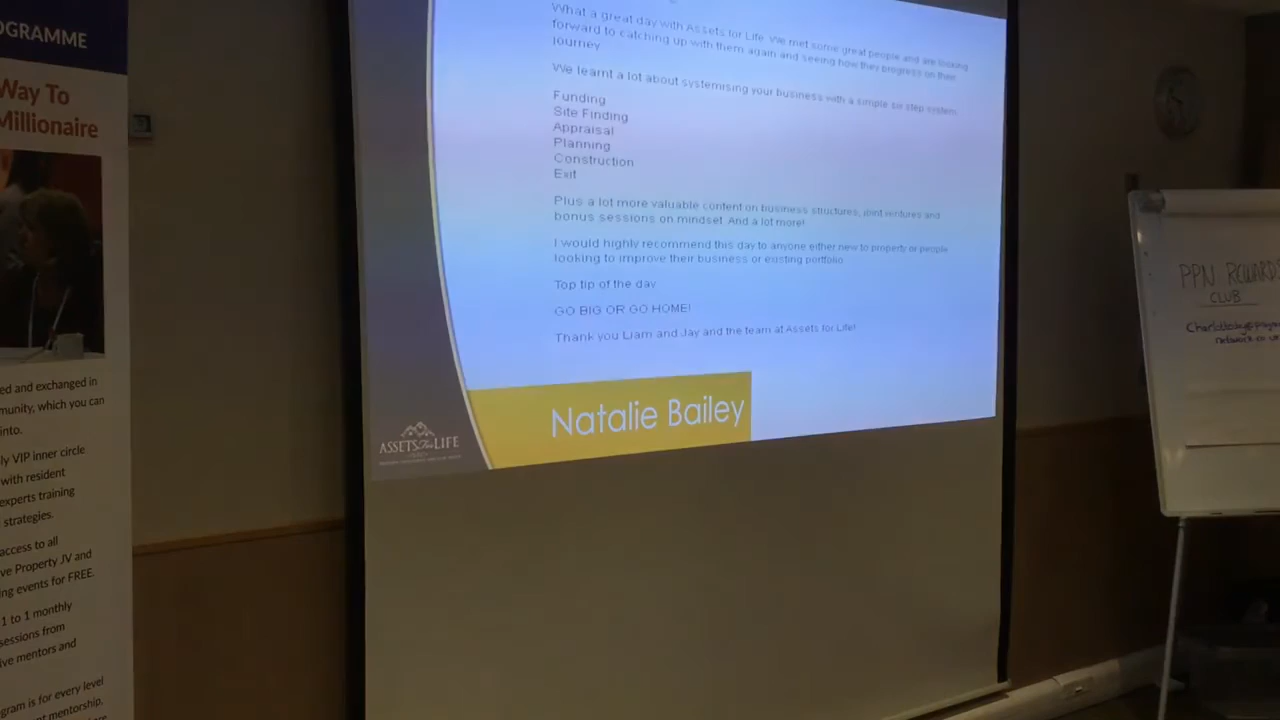 OGRAMME
Way To
Millionaire
ed and exchanged in
munity, which you can
into.
ly VIP inner circle
with resident
experts training
strategies.
access to all
ve Property JV and
ng events for FREE.
1 to 1 monthly
sessions from
ive mentors and
gram is for every level
mentorship.
What a great day with Assets for Life. We met some great people and are looking
forward to catching up with them again and seeing how they progress on their
journey
We learnt a lot about systemising your business with a simple six step system
Funding
Site Finding
Appraisal
Planning
Construction
Exit
Plus a lot more valuable content on business structures, joint ventures and
bonus sessions on mindset. And a lot more!
I would highly recommend this day to anyone either new to property or people
looking to improve their business or existing portfolio
Top tip of the day
GO BIG OR GO HOME!
Thank you Liam and Jay and the team at Assets for Life!
Natalie Bailey
ASSETS For LIFE
PPN REWARDS
CLUB
network.co.uk